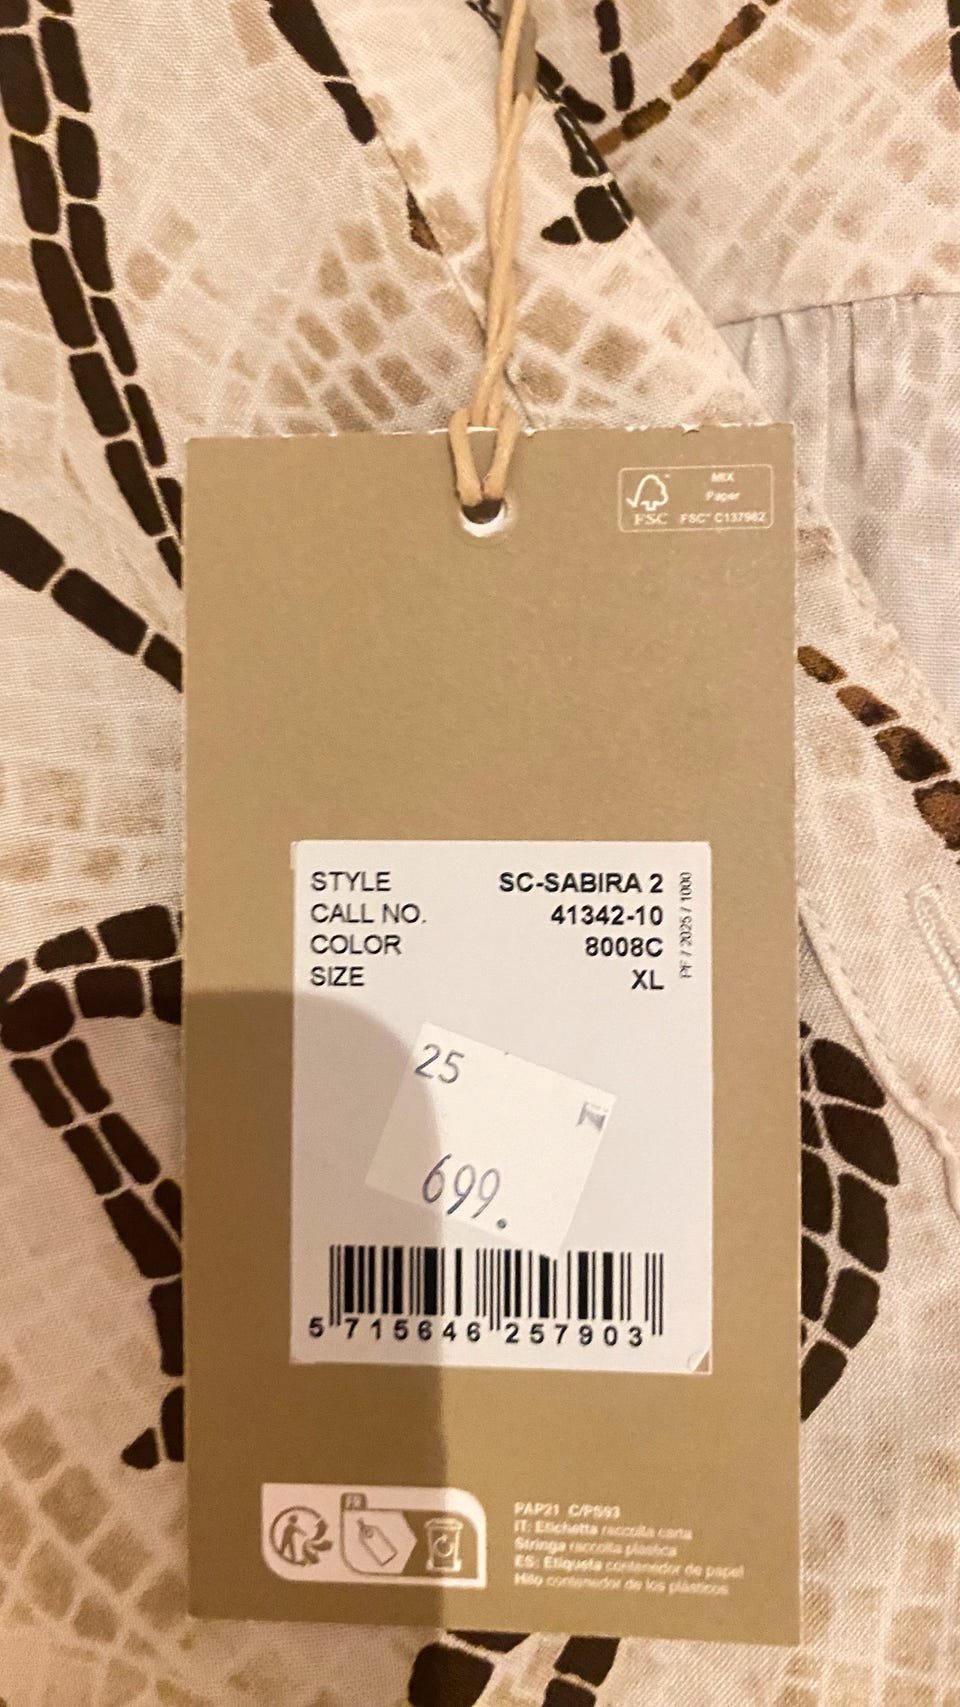 MIX
Paper
FSC FSC® C137982
STYLE SC-SABIRA 2
CALL NO. 41342-10
COLOR 8008C
SIZE XL
PF / 2025 / 1000
25
699.
5 715646 257903
FR
PAP21 C/PS93
IT: Etichetta raccolta carta
Stringa raccolta plastica
ES: Etiqueta contenedor de papel
Hilo contenedor de los plásticos